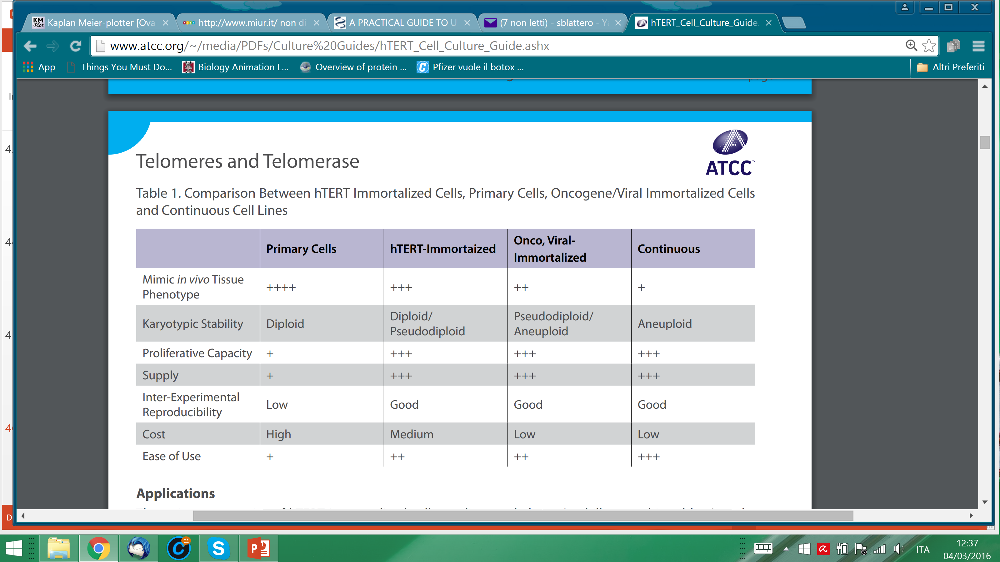 KM
Plot
Kaplan Meier-plotter [Ova
http://www.miur.it/ non di
A PRACTICAL GUIDE TO U
(7 non letti) - sblattero - Ya
hTERT_Cell_Culture_Guide.
www.atcc.org/~/media/PDFs/Culture%20Guides/hTERT_Cell_Culture_Guide.ashx
App
Things You Must Do...
Biology Animation L...
Overview of protein ...
Pfizer vuole il botox ...
Altri Preferiti
Telomeres and Telomerase
ATCC™
Table 1. Comparison Between hTERT Immortalized Cells, Primary Cells, Oncogene/Viral Immortalized Cells
and Continuous Cell Lines
Primary Cells
hTERT-Immortaized
Onco, Viral-
Immortalized
Continuous
Mimic in vivo Tissue
Phenotype
++++
+++
++
+
Karyotypic Stability
Diploid
Diploid/
Pseudodiploid
Pseudodiploid/
Aneuploid
Aneuploid
Proliferative Capacity
+
+++
+++
+++
Supply
+
+++
+++
+++
Inter-Experimental
Reproducibility
Low
Good
Good
Good
Cost
High
Medium
Low
Low
Ease of Use
+
++
++
+++
Applications
ITA
12:37
04/03/2016